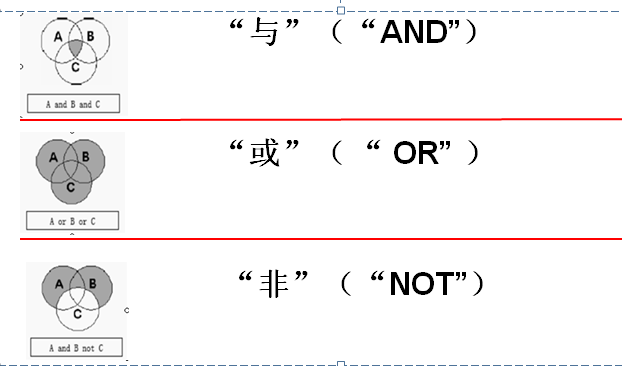 A B
C
A and B and C
“与”（“AND”）
A B
C
A or B or C
“或”（“ OR” ）
A B
C
A and B not C
“非”（“NOT”）